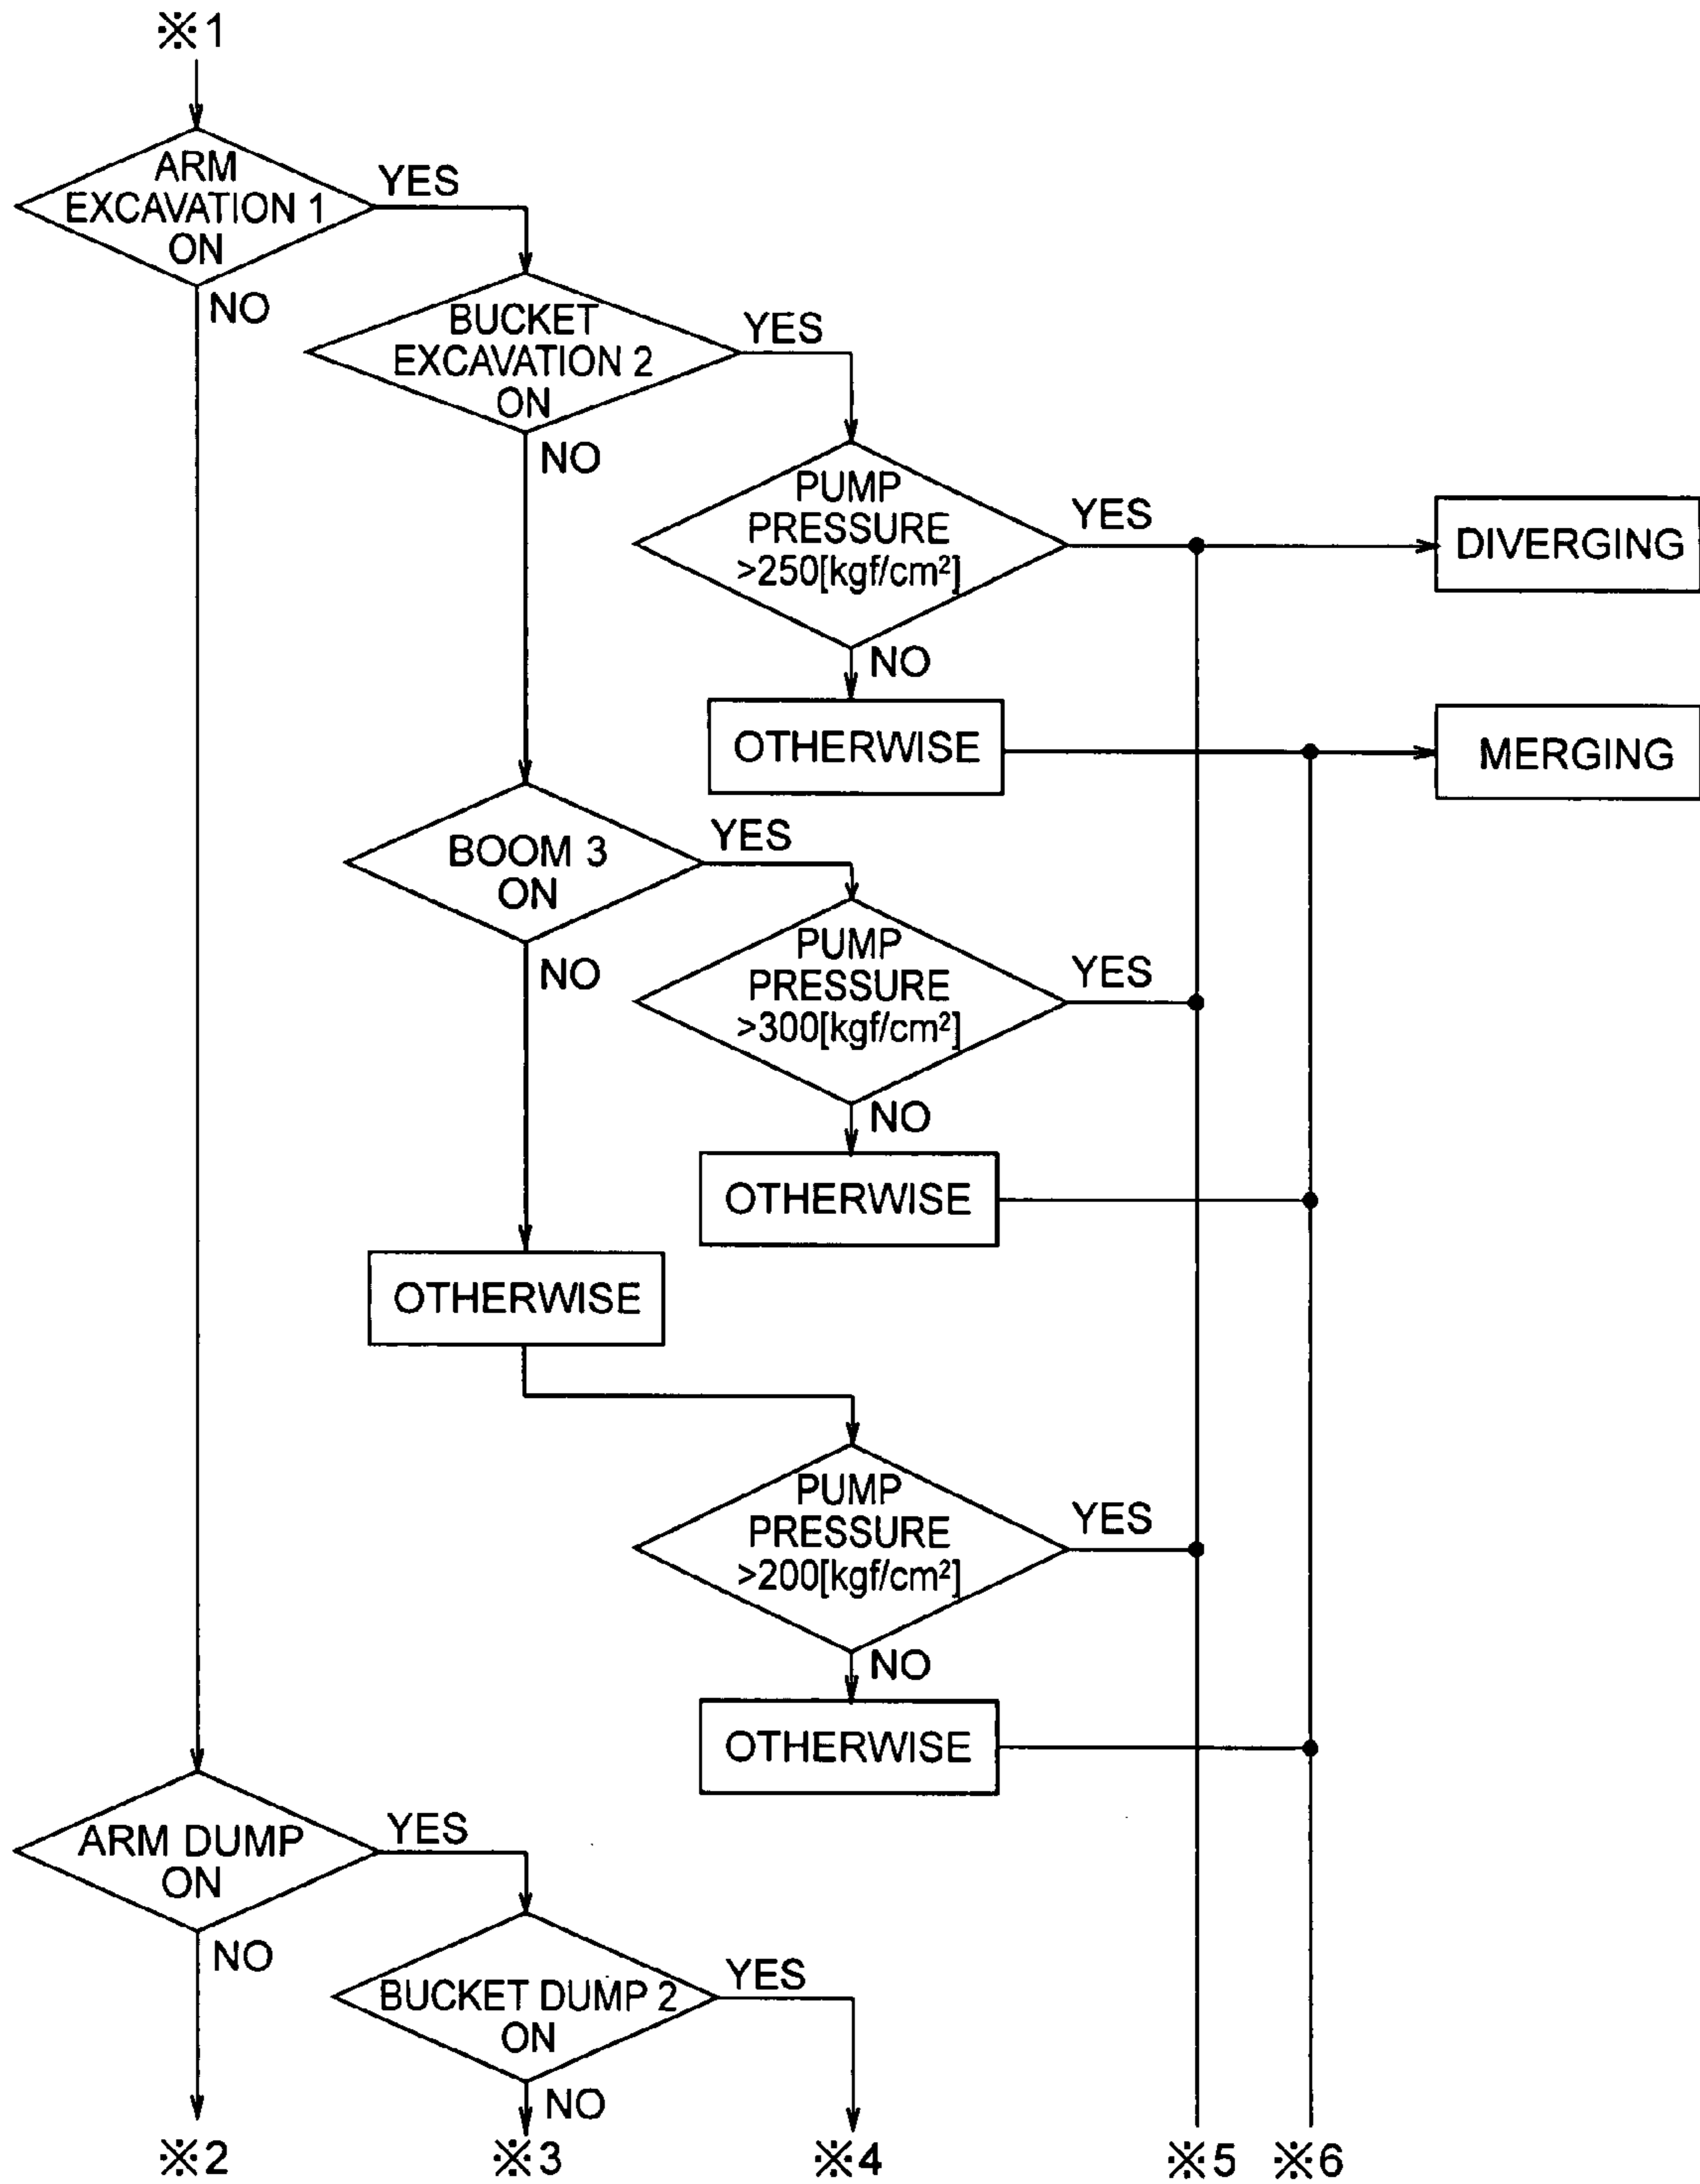 ※1
ARM
EXCAVATION 1
ON
YES
NO
BUCKET
EXCAVATION 2
ON
YES
NO
PUMP
PRESSURE
>250[kgf/cm²]
YES
DIVERGING
NO
OTHERWISE
MERGING
BOOM 3
ON
YES
NO
PUMP
PRESSURE
>300[kgf/cm²]
YES
NO
OTHERWISE
OTHERWISE
PUMP
PRESSURE
>200[kgf/cm²]
YES
NO
OTHERWISE
ARM DUMP
ON
YES
NO
BUCKET DUMP 2
ON
YES
NO
※2
※3
※4
※5
※6